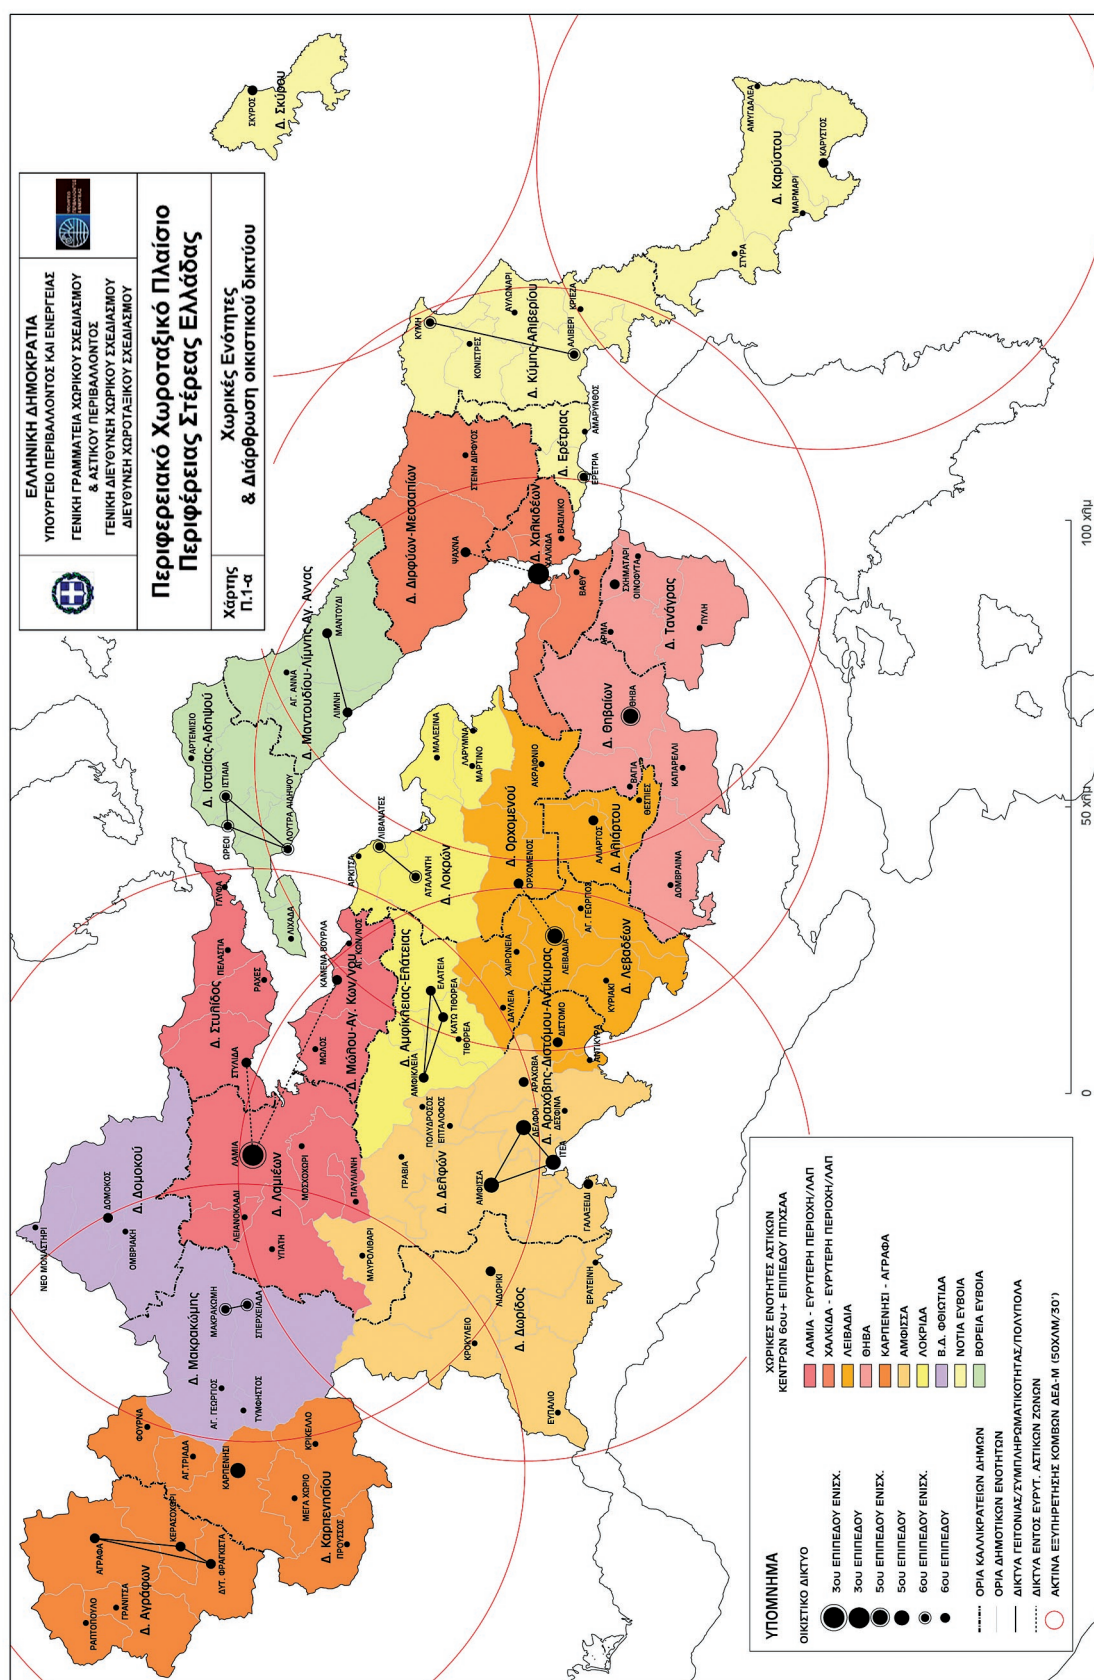 ΕΛΛΗΝΙΚΗ ΔΗΜΟΚΡΑΤΙΑ
ΥΠΟΥΡΓΕΙΟ ΠΕΡΙΒΑΛΟΝΤΟΣ ΚΑΙ ΕΝΕΡΓΕΙΑΣ
ΓΕΝΙΚΗ ΓΡΑΜΜΑΤΕΙΑ ΧΩΡΙΚΟΥ ΣΧΕΔΙΑΣΜΟΥ
& ΑΣΤΙΚΟΥ ΠΕΡΙΒΑΛΛΟΝΤΟΣ
ΓΕΝΙΚΗ ΔΙΕΥΘΥΝΣΗ ΧΩΡΙΚΟΥ ΣΧΕΔΙΑΣΜΟΥ
ΔΙΕΥΘΥΝΣΗ ΧΩΡΟΤΑΞΙΚΟΥ ΣΧΕΔΙΑΣΜΟΥ
Περιφερειακό Χωροταξικό Πλαίσιο
Περιφέρειας Στέρεας Ελλάδας
Χάρτης
Π.1-α
Χωρικές Ενότητες
& Διάρθρωση οικιστικού δικτύου
ΣΚΥΡΟΣ
Δ. Σκύρου
ΝΕΟ ΜΟΝΑΣΤΗΡΙ
ΔΟΜΟΚΟΣ
ΟΜΒΡΙΑΚΗ
Δ. Δομοκού
ΑΓΡΑΦΑ
ΡΑΠΤΟΠΟΥΛΟ
ΓΡΑΝΙΤΣΑ
Δ. Αγράφων
ΚΕΡΑΣΟΧΩΡΙ
ΔΥΤ. ΦΡΑΓΚΙΣΤΑ
ΦΟΥΡΝΑ
ΑΓ.ΤΡΙΑΔΑ
ΚΑΡΠΕΝΗΣΙ
ΜΕΓΑ ΧΩΡΙΟ
ΚΡΙΚΕΛΛΟ
Δ. Καρπενησίου
ΠΡΟΥΣΟΣ
Δ. Μακρακώμης
ΜΑΚΡΑΚΩΜΗ
ΣΠΕΡΧΕΙΑΔΑ
ΑΓ. ΓΕΩΡΓΙΟΣ
ΤΥΜΦΗΣΤΟΣ
ΛΑΜΙΑ
ΛΕΙΑΝΟΚΛΑΔΙ
Δ. Λαμιέων
ΥΠΑΤΗ
ΜΟΣΧΟΧΩΡΙ
ΠΑΥΛΙΑΝΗ
Δ. Στυλίδος
ΣΤΥΛΙΔΑ
ΡΑΧΕΣ
ΠΕΛΑΣΓΙΑ
ΓΛΥΦΑ
ΚΑΜΕΝΑ ΒΟΥΡΛΑ
ΑΓ. ΚΩΝ/ΝΟΣ
ΜΩΛΟΣ
Δ. Μώλου-Αγ. Κων/νου
ΑΡΤΕΜΙΣΙΟ
Δ. Ιστιαίας-Αιδηψού
ΙΣΤΙΑΙΑ
ΩΡΕΟΙ
ΛΟΥΤΡΑ ΑΙΔΗΨΟΥ
ΛΙΧΑΔΑ
ΑΓ. ΑΝΝΑ
Δ. Μαντουδίου-Λίμνης-Αγ. Άννας
ΜΑΝΤΟΥΔΙ
ΛΙΜΝΗ
Δ. Διρφύων-Μεσσαπίων
ΨΑΧΝΑ
ΣΤΕΝΗ ΔΙΡΦΥΟΣ
Δ. Χαλκιδέων
ΧΑΛΚΙΔΑ
ΒΑΣΙΛΙΚΟ
ΒΑΘΥ
ΚΥΜΗ
ΚΟΝΙΣΤΡΕΣ
ΑΥΛΩΝΑΡΙ
Δ. Κύμης-Αλιβερίου
ΑΛΙΒΕΡΙ
ΚΡΙΕΖΑ
Δ. Ερέτριας
ΕΡΕΤΡΙΑ
ΑΜΑΡΥΝΘΟΣ
ΣΤΥΡΑ
ΑΜΥΓΔΑΛΕΑ
Δ. Καρύστου
ΜΑΡΜΑΡΙ
ΚΑΡΥΣΤΟΣ
Δ. Αμφίκλειας-Ελάτειας
ΑΜΦΙΚΛΕΙΑ
ΕΛΑΤΕΙΑ
ΚΑΤΩ ΤΙΘΟΡΕΑ
ΤΙΘΟΡΕΑ
ΑΡΚΙΤΣΑ
ΛΙΒΑΝΑΤΕΣ
ΑΤΑΛΑΝΤΗ
Δ. Λοκρών
ΜΑΛΕΣΙΝΑ
ΛΑΡΥΜΝΑ
ΜΑΡΤΙΝΟ
ΜΑΥΡΟΛΙΘΑΡΙ
ΓΡΑΒΙΑ
ΠΟΛΥΔΡΟΣΟΣ
ΕΠΤΑΛΟΦΟΣ
Δ. Δελφών
ΑΜΦΙΣΣΑ
ΔΕΛΦΟΙ
ΙΤΕΑ
ΔΕΣΦΙΝΑ
ΓΑΛΑΞΕΙΔΙ
ΛΙΔΟΡΙΚΙ
ΚΡΟΚΥΛΕΙΟ
Δ. Δωρίδος
ΕΡΑΤΕΙΝΗ
ΕΥΠΑΛΙΟ
ΑΡΑΧΩΒΑ
Δ. Αράχοβης-Διστόμου-Αντίκυρας
ΔΙΣΤΟΜΟ
ΑΝΤΙΚΥΡΑ
ΔΑΥΛΕΙΑ
ΧΑΙΡΩΝΕΙΑ
ΛΕΙΒΑΔΙΑ
ΑΓ. ΓΕΩΡΓΙΟΣ
ΚΥΡΙΑΚΙ
Δ. Λεβαδέων
Δ. Ορχομενού
ΟΡΧΟΜΕΝΟΣ
ΑΚΡΑΙΦΝΙΟ
ΑΛΙΑΡΤΟΣ
Δ. Αλιάρτου
ΘΕΣΠΙΕΣ
Δ. Θηβαίων
ΘΗΒΑ
ΒΑΓΙΑ
ΚΑΠΑΡΕΛΛΙ
ΔΟΜΒΡΑΙΝΑ
ΑΡΜΑ
ΣΧΗΜΑΤΑΡΙ
ΟΙΝΟΦΥΤΑ
Δ. Τανάγρας
ΠΥΛΗ
0
50 χλμ
100 χλμ
ΥΠΟΜΝΗΜΑ
ΟΙΚΙΣΤΙΚΟ ΔΙΚΤΥΟ
3ου ΕΠΙΠΕΔΟΥ ΕΝΙΣΧ.
3ου ΕΠΙΠΕΔΟΥ
5ου ΕΠΙΠΕΔΟΥ ΕΝΙΣΧ.
5ου ΕΠΙΠΕΔΟΥ
6ου ΕΠΙΠΕΔΟΥ ΕΝΙΣΧ.
6ου ΕΠΙΠΕΔΟΥ
ΟΡΙΑ ΚΑΛΛΙΚΡΑΤΕΙΩΝ ΔΗΜΩΝ
ΟΡΙΑ ΔΗΜΟΤΙΚΩΝ ΕΝΟΤΗΤΩΝ
ΔΙΚΤΥΑ ΓΕΙΤΟΝΙΑΣ/ΣΥΜΠΛΗΡΩΜΑΤΙΚΟΤΗΤΑΣ/ΠΟΛΥΠΟΛΑ
ΔΙΚΤΥΑ ΕΝΤΟΣ ΕΥΡΥΤ. ΑΣΤΙΚΩΝ ΖΩΝΩΝ
ΑΚΤΙΝΑ ΕΞΥΠΗΡΕΤΗΣΗΣ ΚΟΜΒΩΝ ΔΕΔ-Μ (50ΧΛΜ/30')
ΧΩΡΙΚΕΣ ΕΝΟΤΗΤΕΣ ΑΣΤΙΚΩΝ
ΚΕΝΤΡΩΝ 6ου+ ΕΠΙΠΕΔΟΥ ΠΠΧΣΑΑ
ΛΑΜΙΑ - ΕΥΡΥΤΕΡΗ ΠΕΡΙΟΧΗ/ΛΑΠ
ΧΑΛΚΙΔΑ - ΕΥΡΥΤΕΡΗ ΠΕΡΙΟΧΗ/ΛΑΠ
ΛΕΙΒΑΔΙΑ
ΘΗΒΑ
ΚΑΡΠΕΝΗΣΙ - ΑΓΡΑΦΑ
ΑΜΦΙΣΣΑ
ΛΟΚΡΙΔΑ
Β.Δ. ΦΘΙΩΤΙΔΑ
ΝΟΤΙΑ ΕΥΒΟΙΑ
ΒΟΡΕΙΑ ΕΥΒΟΙΑ